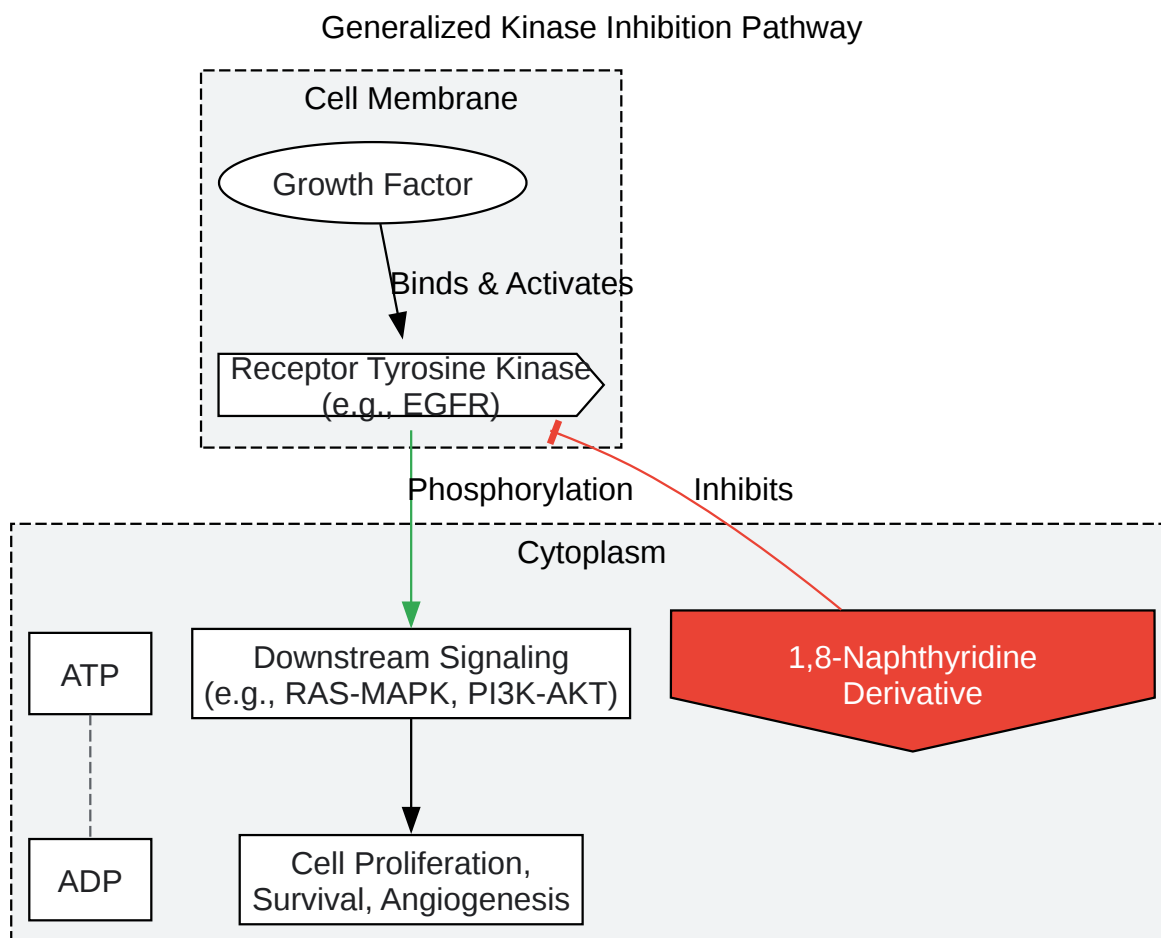 Generalized Kinase Inhibition Pathway
Cell Membrane
Growth Factor
Binds & Activates
Receptor Tyrosine Kinase
(e.g., EGFR)
Phosphorylation
Inhibits
Cytoplasm
ATP
Downstream Signaling
(e.g., RAS-MAPK, PI3K-AKT)
1,8-Naphthyridine
Derivative
ADP
Cell Proliferation,
Survival, Angiogenesis